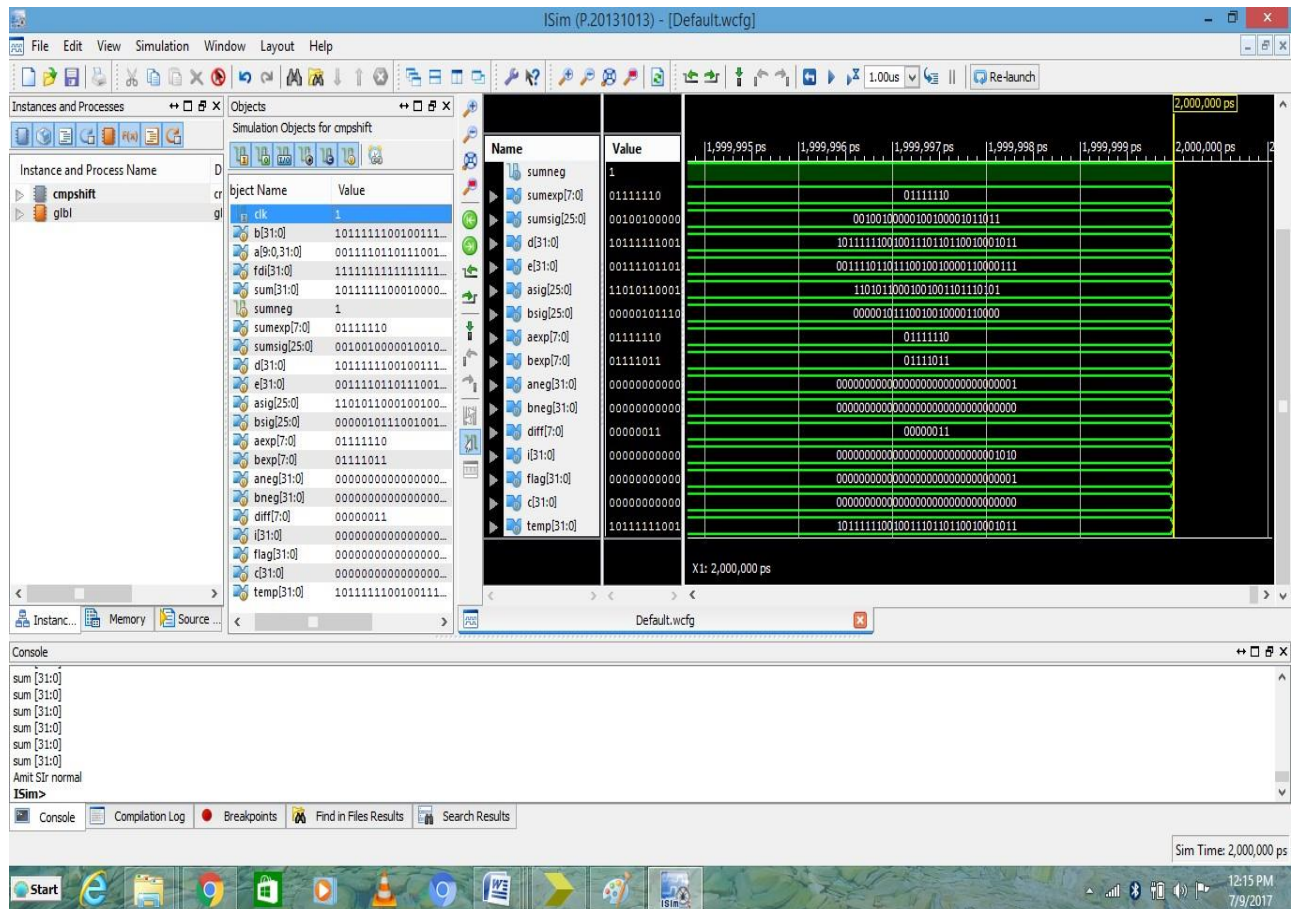 ISim (P.20131013) - [Default.wcfg]
File Edit View Simulation Window Layout Help
1.00us Re-launch
Instances and Processes
Instance and Process Name D
cmpshift cr
glbl gl
Instanc... Memory Source ...
Objects
Simulation Objects for cmpshift
bject Name Value
clk 1
b[31:0] 1011111100100111...
a[9:0,31:0] 0011110110111001...
fdi[31:0] 1111111111111111...
sum[31:0] 1011111100010000...
sumneg 1
sumexp[7:0] 01111110
sumsig[25:0] 0010010000010010...
d[31:0] 1011111100100111...
e[31:0] 0011110110111001...
asig[25:0] 1101011000100100...
bsig[25:0] 0000010111001001...
aexp[7:0] 01111110
bexp[7:0] 01111011
aneg[31:0] 0000000000000000...
bneg[31:0] 0000000000000000...
diff[7:0] 00000011
i[31:0] 0000000000000000...
flag[31:0] 0000000000000000...
c[31:0] 0000000000000000...
temp[31:0] 1011111100100111...
2,000,000 ps
Name Value 1,999,995 ps 1,999,996 ps 1,999,997 ps 1,999,998 ps 1,999,999 ps 2,000,000 ps 2
sumneg 1
sumexp[7:0] 01111110 01111110
sumsig[25:0] 00100100000 00100100000100100001011011
d[31:0] 10111111001 10111111001001110110110010001011
e[31:0] 00111101101 00111101101110010010000110000111
asig[25:0] 11010110001 11010110001001001101110101
bsig[25:0] 00000101110 00000101110010010000110000
aexp[7:0] 01111110 01111110
bexp[7:0] 01111011 01111011
aneg[31:0] 00000000000 00000000000000000000000000000001
bneg[31:0] 00000000000 00000000000000000000000000000000
diff[7:0] 00000011 00000011
i[31:0] 00000000000 00000000000000000000000000001010
flag[31:0] 00000000000 00000000000000000000000000000001
c[31:0] 00000000000 00000000000000000000000000000000
temp[31:0] 10111111001 10111111001001110110110010001011
X1: 2,000,000 ps
Default.wcfg
Console
sum [31:0]
sum [31:0]
sum [31:0]
sum [31:0]
sum [31:0]
sum [31:0]
Amit SIr normal
ISim>
Console Compilation Log Breakpoints Find in Files Results Search Results
Sim Time: 2,000,000 ps
Start
12:15 PM
7/9/2017